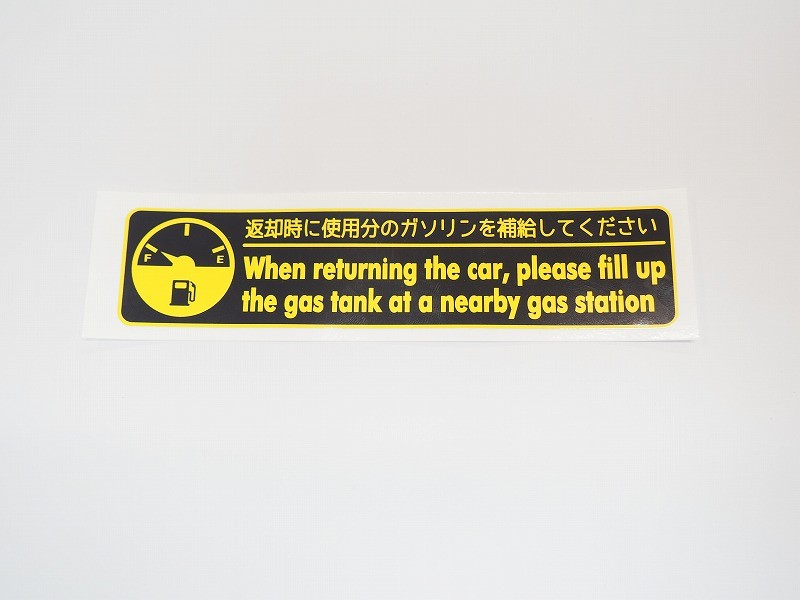 返却時に使用分のガソリンを補給してください
When returning the car, please fill up
the gas tank at a nearby gas station
F E